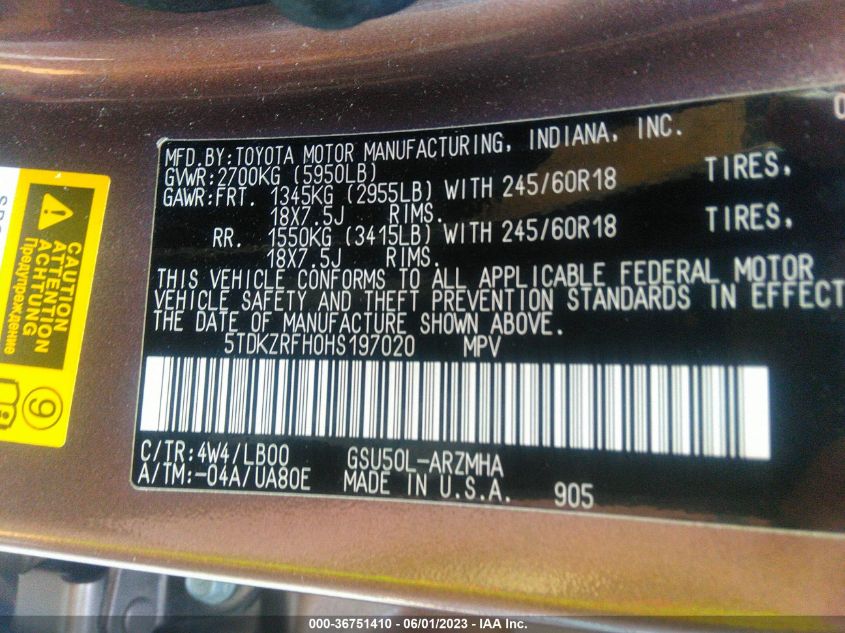 MFD.BY:TOYOTA MOTOR MANUFACTURING, INDIANA, INC.
GVWR:2700KG (5950LB)
GAWR:FRT. 1345KG (2955LB) WITH 245/60R18 TIRES.
18X7.5J RIMS.
RR. 1550KG (3415LB) WITH 245/60R18 TIRES.
18X7.5J RIMS.
THIS VEHICLE CONFORMS TO ALL APPLICABLE FEDERAL MOTOR
VEHICLE SAFETY AND THEFT PREVENTION STANDARDS IN EFFECT
THE DATE OF MANUFACTURE SHOWN ABOVE.
5TDKZRFH0HS197020 MPV
C/TR:4W4/LB00 GSU50L-ARZMHA
A/TM:-04A/UA80E MADE IN U.S.A. 905
CAUTION
ATTENTION
ACHTUNG
Предупреждение
9
000-36751410 - 06/01/2023 - IAA Inc.